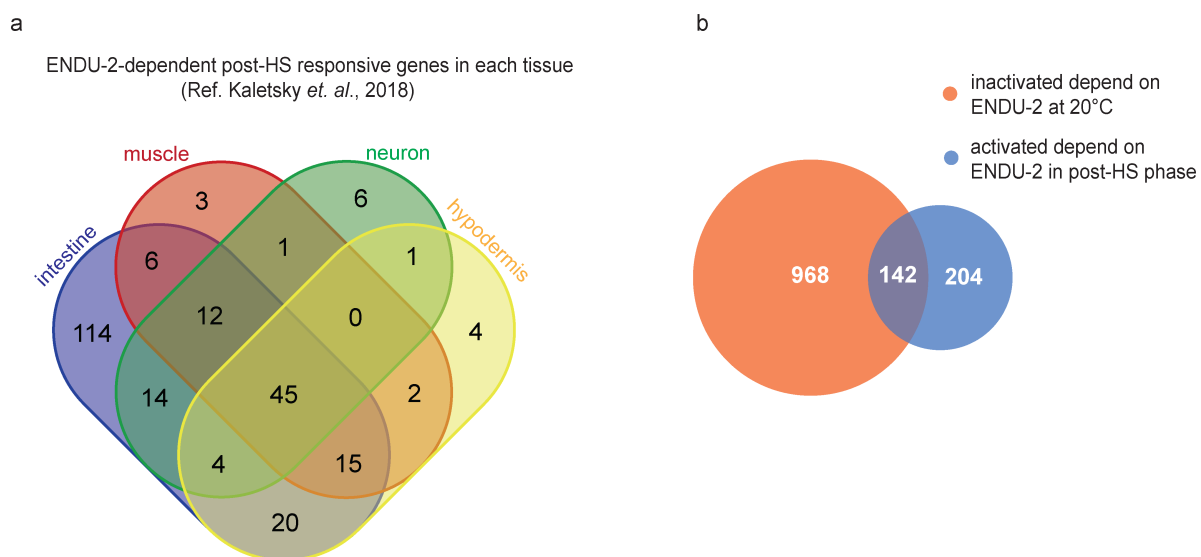 a
ENDU-2-dependent post-HS responsive genes in each tissue
(Ref. Kaletsky et. al., 2018)
muscle
neuron
intestine
hypodermis
3
6
6
1
1
114
12
0
4
14
45
2
4
15
20
b
inactivated depend on
ENDU-2 at 20°C
activated depend on
ENDU-2 in post-HS phase
968
142
204